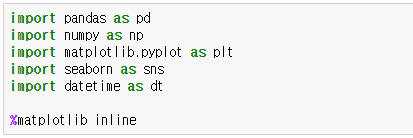 import pandas as pd
import numpy as np
import matplotlib.pyplot as plt
import seaborn as sns
import datetime as dt

%matplotlib inline